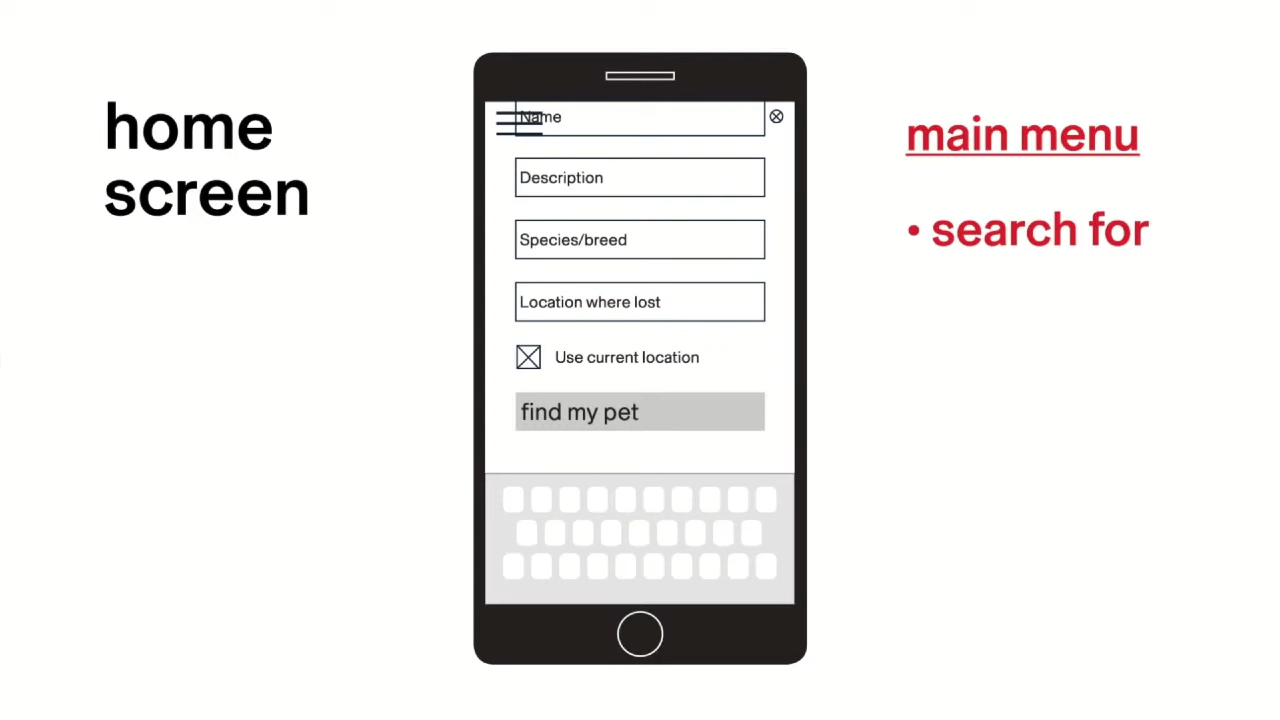 home
screen
Name
Description
Species/breed
Location where lost
Use current location
find my pet
main menu
• search for